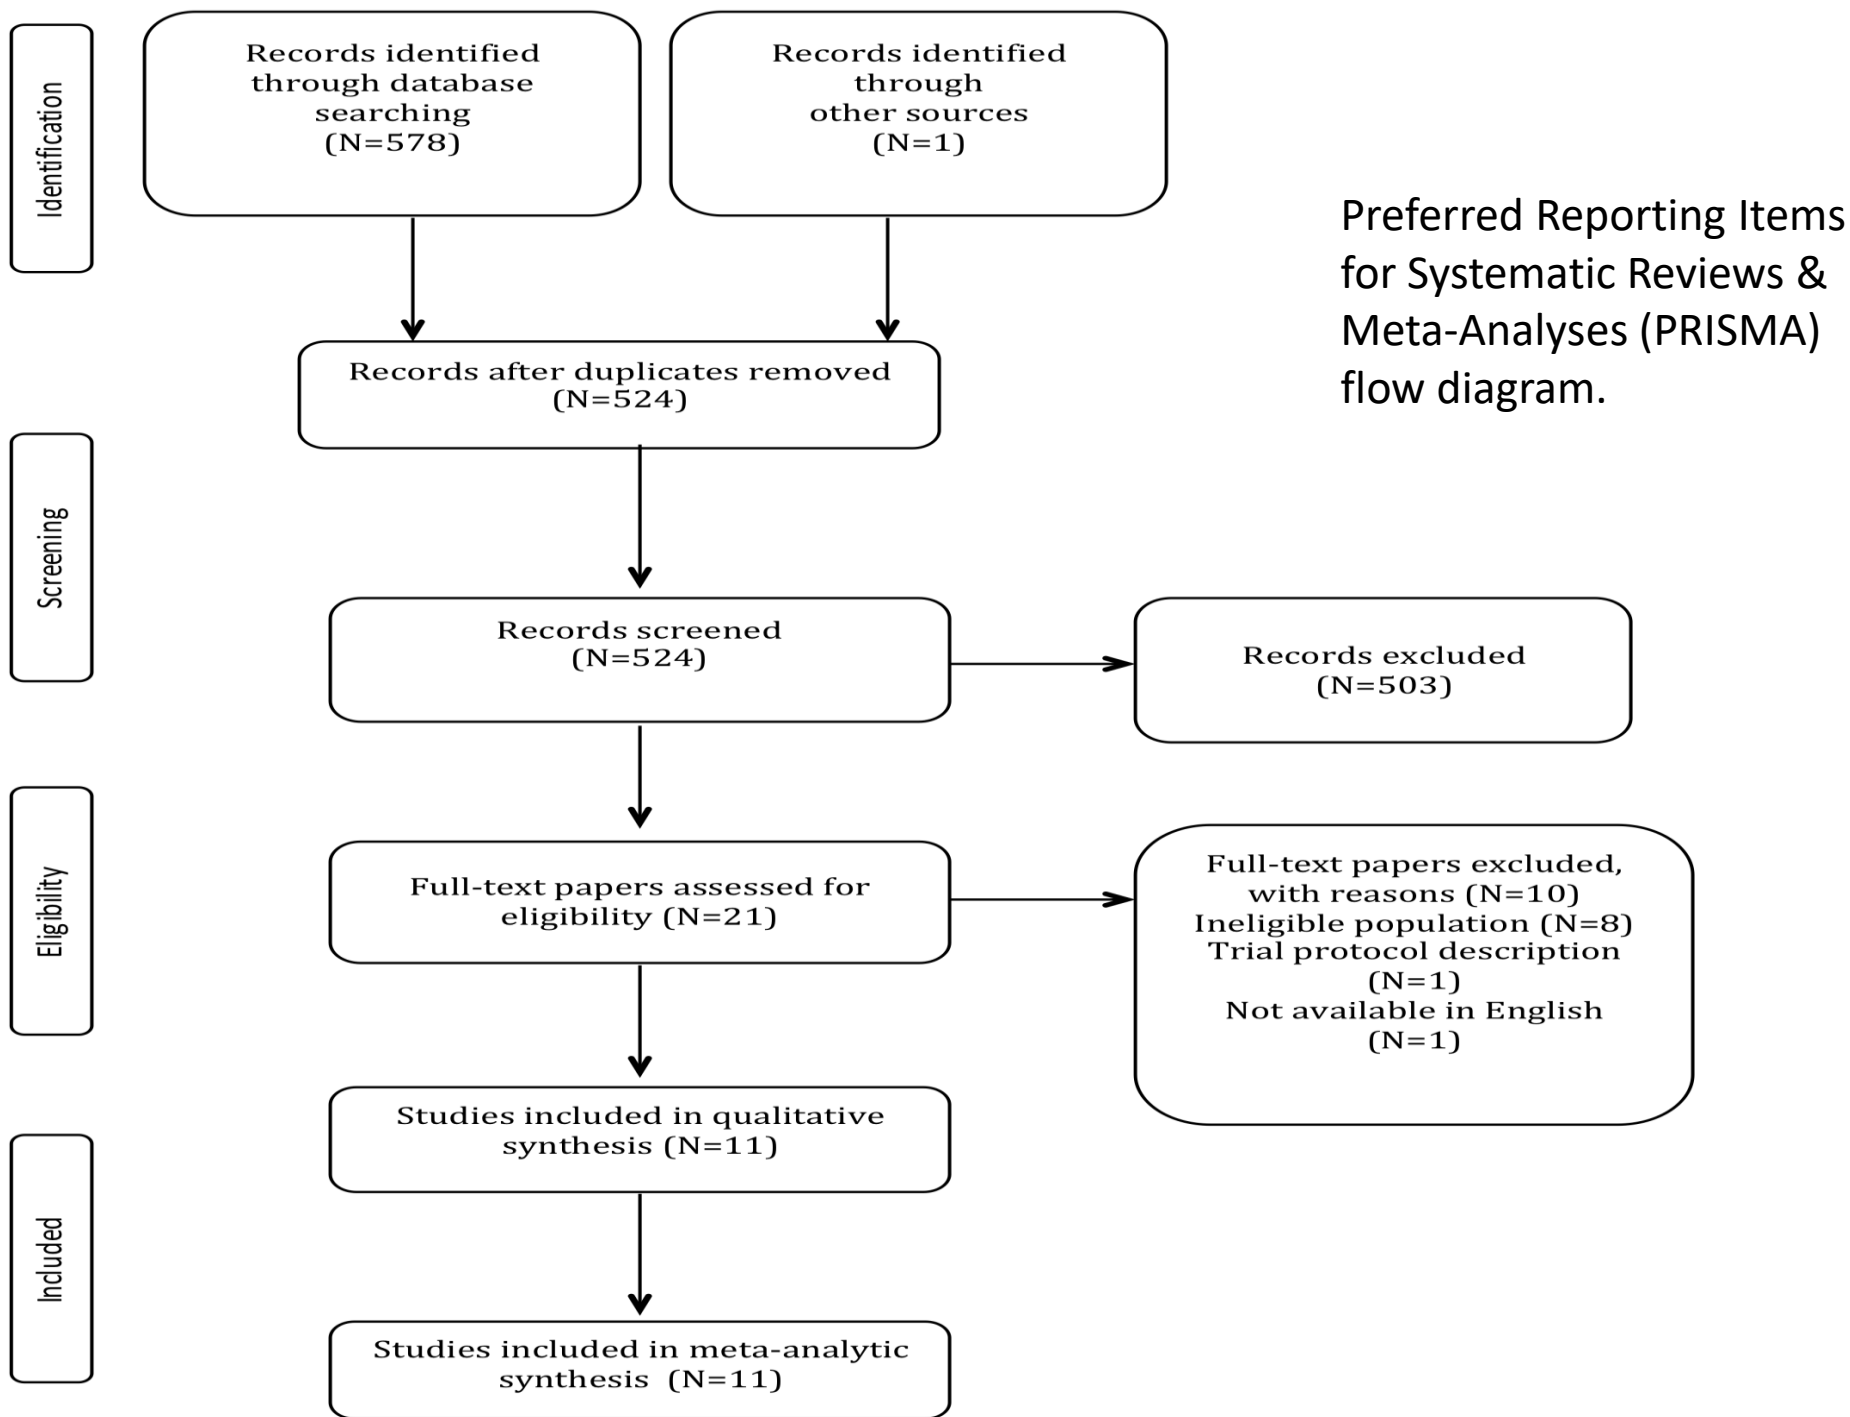 Identification
Records identified
through database
searching
(N=578)
Records identified
through
other sources
(N=1)
Preferred Reporting Items
for Systematic Reviews &
Meta-Analyses (PRISMA)
flow diagram.
Records after duplicates removed
(N=524)
Screening
Records screened
(N=524)
Records excluded
(N=503)
Eligibility
Full-text papers assessed for
eligibility (N=21)
Full-text papers excluded,
with reasons (N=10)
Ineligible population (N=8)
Trial protocol description
(N=1)
Not available in English
(N=1)
Studies included in qualitative
synthesis (N=11)
Included
Studies included in meta-analytic
synthesis (N=11)